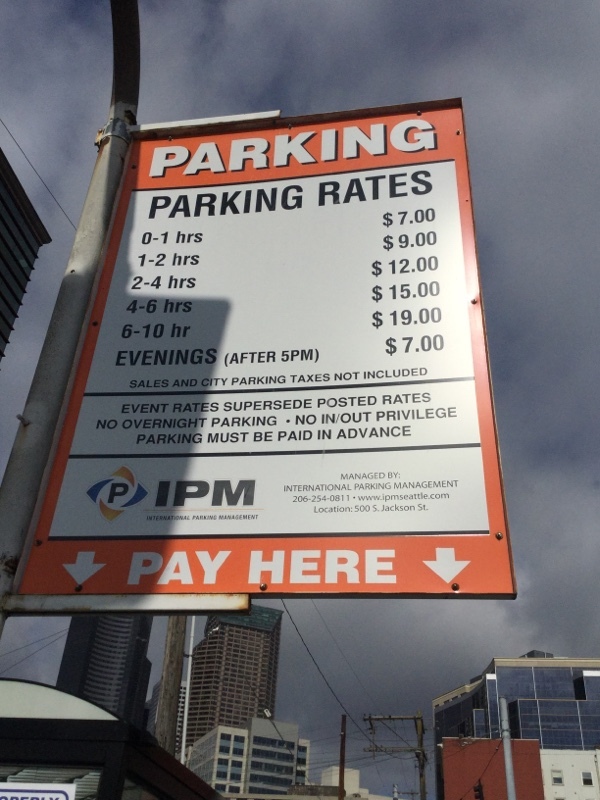 PARKING
PARKING RATES
0-1 hrs $7.00
1-2 hrs $9.00
2-4 hrs $12.00
4-6 hrs $15.00
6-10 hr $19.00
EVENINGS (AFTER 5PM) $7.00
SALES AND CITY PARKING TAXES NOT INCLUDED
EVENT RATES SUPERSEDE POSTED RATES
NO OVERNIGHT PARKING • NO IN/OUT PRIVILEGE
PARKING MUST BE PAID IN ADVANCE
P IPM
INTERNATIONAL PARKING MANAGEMENT
MANAGED BY:
INTERNATIONAL PARKING MANAGEMENT
206-254-0811 • www.ipmseattle.com
Location: 500 S. Jackson St.
PAY HERE